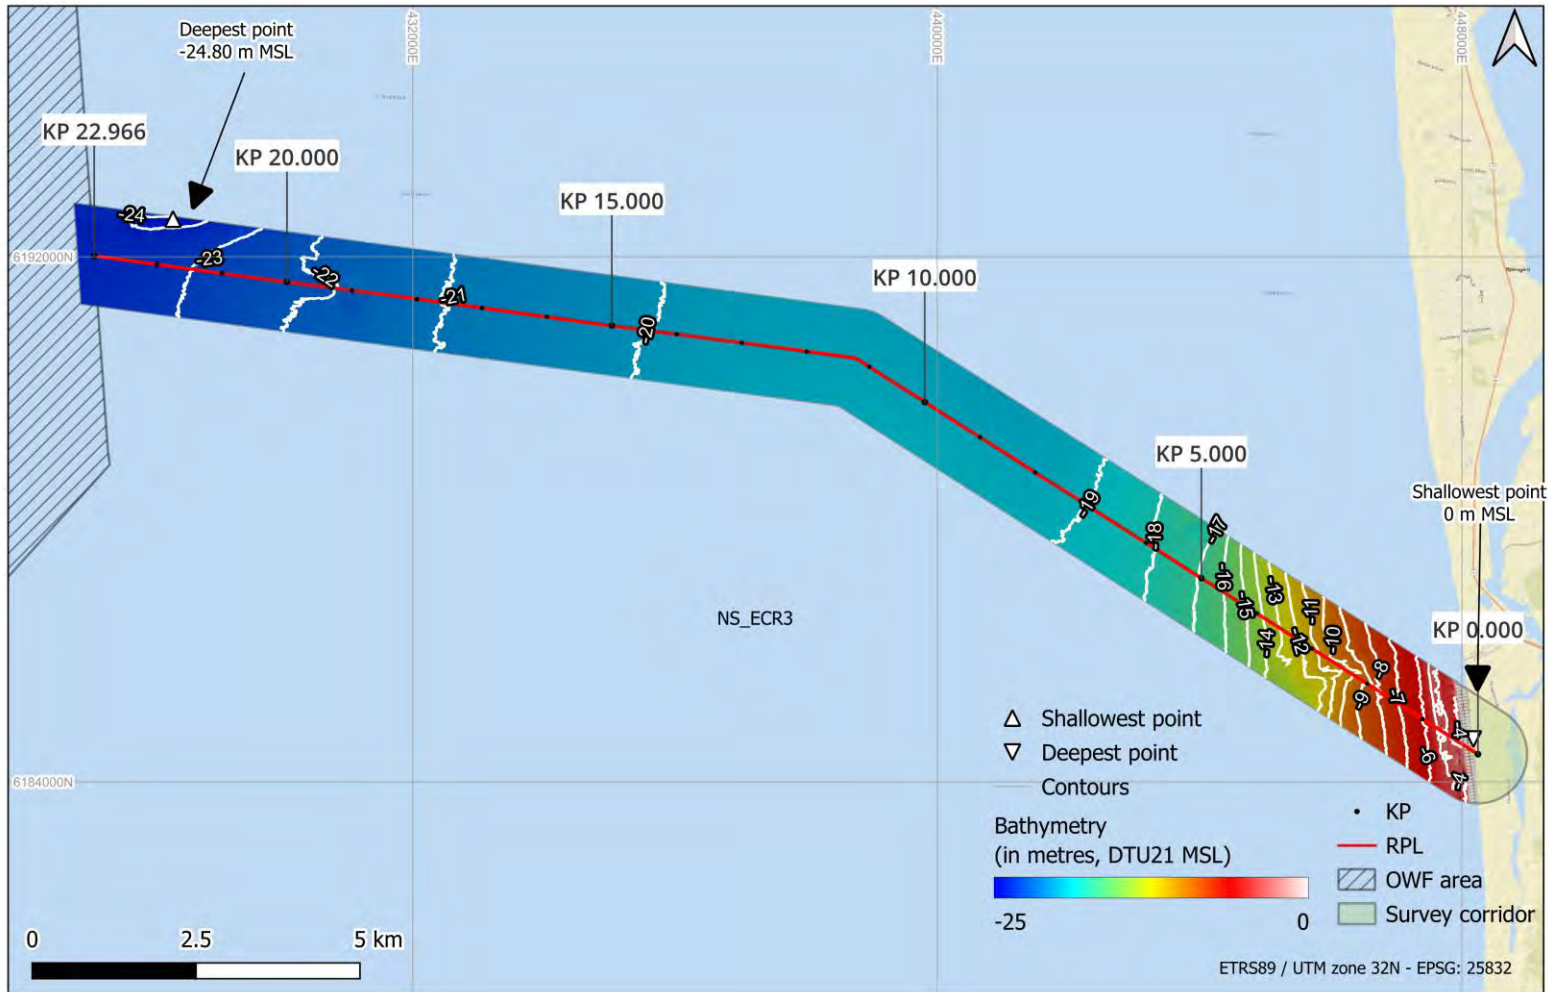 432000E
440000E
448000E
Deepest point
-24.80 m MSL
KP 22.966
KP 20.000
KP 15.000
KP 10.000
KP 5.000
Shallowest point
0 m MSL
KP 0.000
6192000N
6184000N
-24
-23
-22
-21
-20
-19
-18
-17
-16
-15
-14
-13
-12
-11
-10
-9
-8
-7
-6
-4
-4
NS_ECR3
Shallowest point
Deepest point
Contours
Bathymetry
(in metres, DTU21 MSL)
-25
0
KP
RPL
OWF area
Survey corridor
0
2.5
5 km
ETRS89 / UTM zone 32N - EPSG: 25832